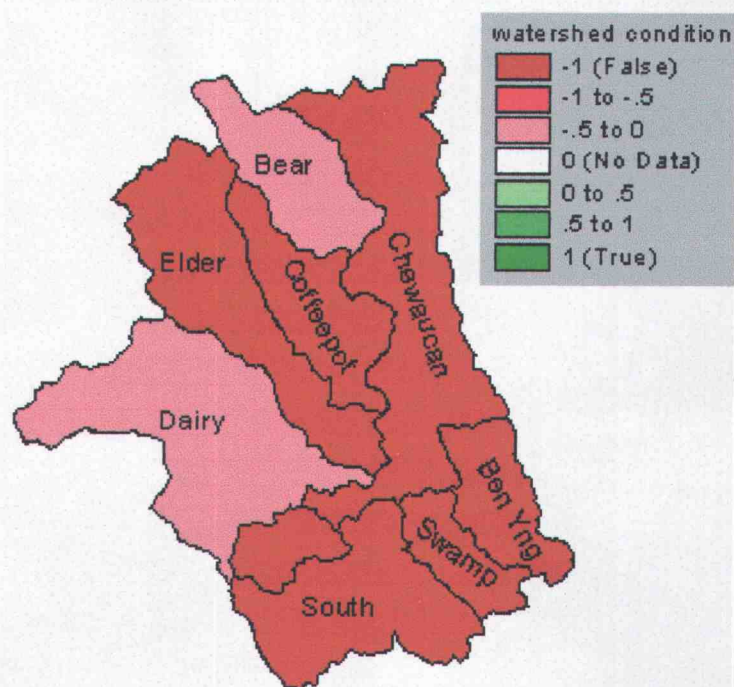 watershed condition
-1 (False)
-1 to -.5
-.5 to 0
0 (No Data)
0 to .5
.5 to 1
1 (True)
Bear
Elder
Coffeepot
Chewaucan
Dairy
Ben Yng
Swamp
South